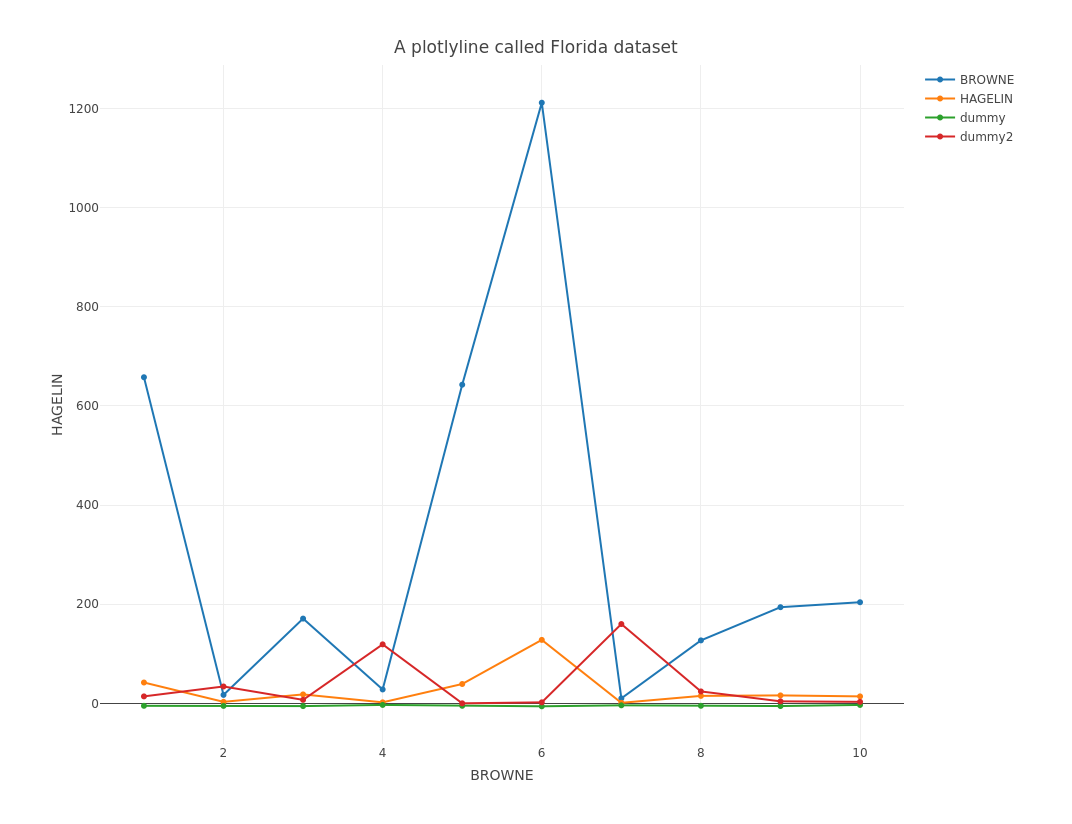 A plotlyline called Florida dataset
BROWNE
HAGELIN
dummy
dummy2
1200
1000
800
600
400
200
0
HAGELIN
2 4 6 8 10
BROWNE